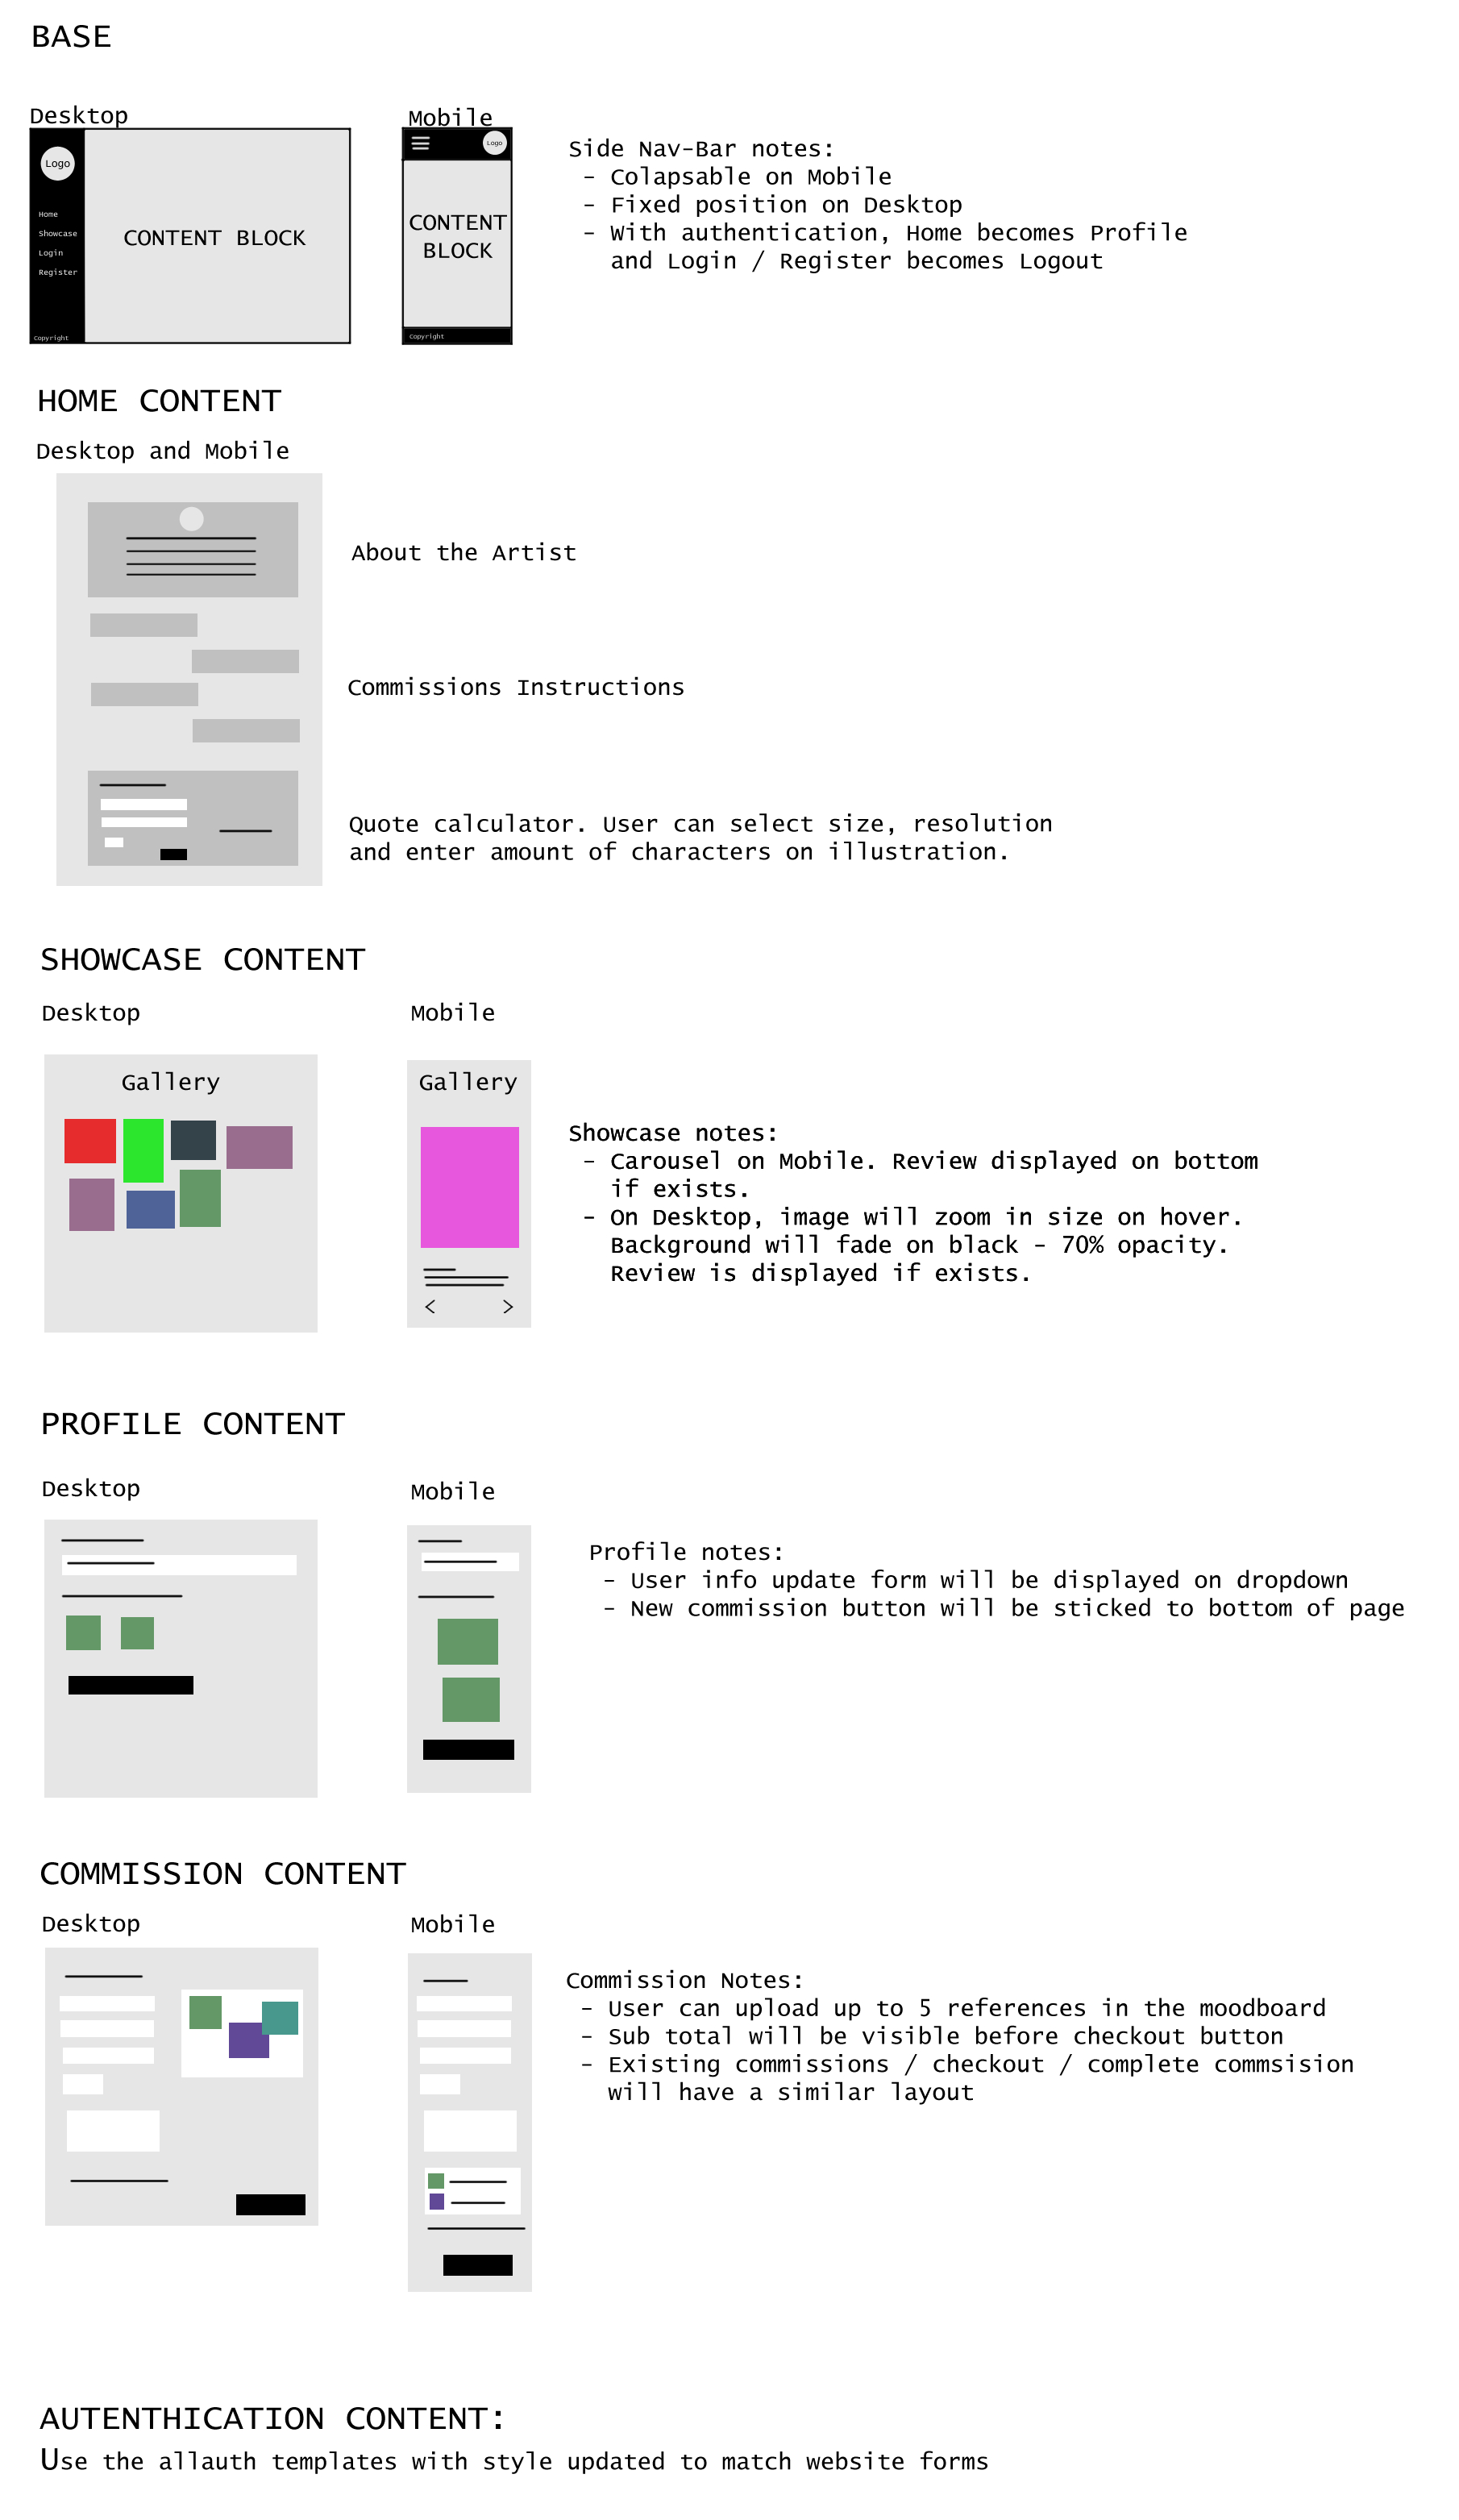 BASE
Desktop
Logo
Home
Showcase
Login
Register
Copyright
CONTENT BLOCK
Mobile
Logo
CONTENT
BLOCK
Copyright
Side Nav-Bar notes:
- Colapsable on Mobile
- Fixed position on Desktop
- With authentication, Home becomes Profile
and Login / Register becomes Logout
HOME CONTENT
Desktop and Mobile
About the Artist
Commissions Instructions
Quote calculator. User can select size, resolution
and enter amount of characters on illustration.
SHOWCASE CONTENT
Desktop
Gallery
Mobile
Gallery
Showcase notes:
- Carousel on Mobile. Review displayed on bottom
if exists.
- On Desktop, image will zoom in size on hover.
Background will fade on black - 70% opacity.
Review is displayed if exists.
PROFILE CONTENT
Desktop
Mobile
Profile notes:
- User info update form will be displayed on dropdown
- New commission button will be sticked to bottom of page
COMMISSION CONTENT
Desktop
Mobile
Commission Notes:
- User can upload up to 5 references in the moodboard
- Sub total will be visible before checkout button
- Existing commissions / checkout / complete commsision
will have a similar layout
AUTENTHICATION CONTENT:
Use the allauth templates with style updated to match website forms